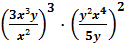 (3x³y / x²)³ · (y²x⁴ / 5y)²